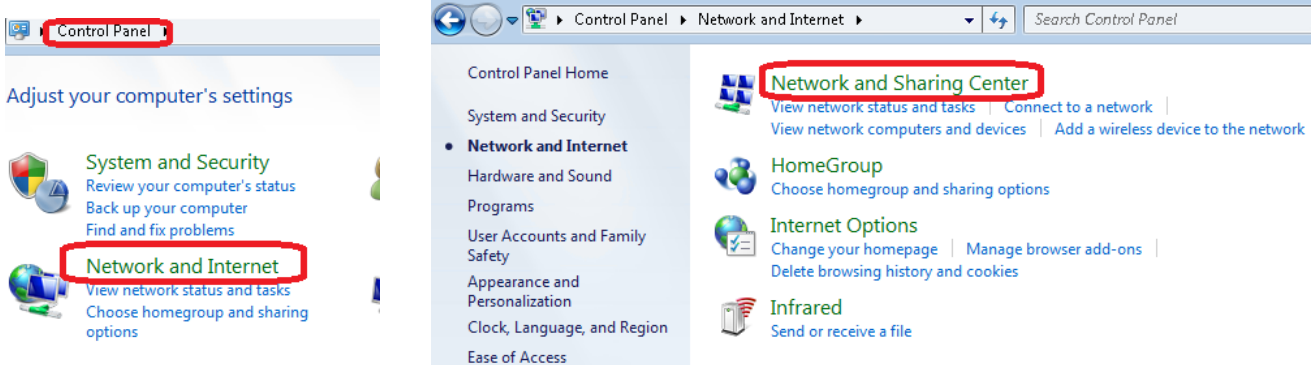 Control Panel
Adjust your computer's settings
System and Security
Review your computer's status
Back up your computer
Find and fix problems
Network and Internet
View network status and tasks
Choose homegroup and sharing
options
Control Panel Network and Internet
Search Control Panel
Control Panel Home
System and Security
Network and Internet
Hardware and Sound
Programs
User Accounts and Family
Safety
Appearance and
Personalization
Clock, Language, and Region
Ease of Access
Network and Sharing Center
View network status and tasks Connect to a network
View network computers and devices Add a wireless device to the network
HomeGroup
Choose homegroup and sharing options
Internet Options
Change your homepage Manage browser add-ons
Delete browsing history and cookies
Infrared
Send or receive a file